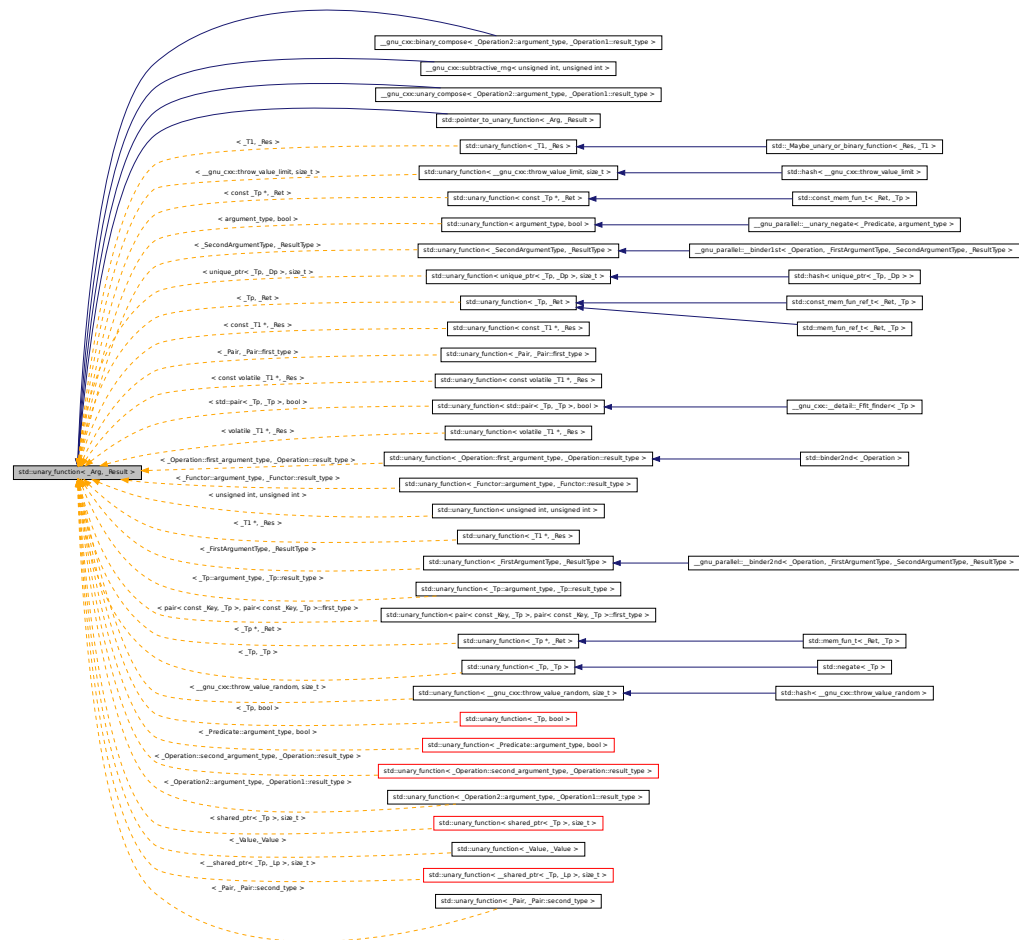 __gnu_cxx::binary_compose< _Operation2::argument_type, _Operation1::result_type >
__gnu_cxx::subtractive_rng< unsigned int, unsigned int >
__gnu_cxx::unary_compose< _Operation2::argument_type, _Operation1::result_type >
std::pointer_to_unary_function< _Arg, _Result >
< _T1, _Res >
std::unary_function< _T1, _Res >
std::_Maybe_unary_or_binary_function< _Res, _T1 >
< __gnu_cxx::throw_value_limit, size_t >
std::unary_function< __gnu_cxx::throw_value_limit, size_t >
std::hash< __gnu_cxx::throw_value_limit >
< const _Tp *, _Ret >
std::unary_function< const _Tp *, _Ret >
std::const_mem_fun_t< _Ret, _Tp >
< argument_type, bool >
std::unary_function< argument_type, bool >
__gnu_parallel::__unary_negate< _Predicate, argument_type >
< _SecondArgumentType, _ResultType >
std::unary_function< _SecondArgumentType, _ResultType >
__gnu_parallel::__binder1st< _Operation, _FirstArgumentType, _SecondArgumentType, _ResultType >
< unique_ptr< _Tp, _Dp >, size_t >
std::unary_function< unique_ptr< _Tp, _Dp >, size_t >
std::hash< unique_ptr< _Tp, _Dp > >
< _Tp, _Ret >
std::unary_function< _Tp, _Ret >
std::const_mem_fun_ref_t< _Ret, _Tp >
std::mem_fun_ref_t< _Ret, _Tp >
< const _T1 *, _Res >
std::unary_function< const _T1 *, _Res >
< _Pair, _Pair::first_type >
std::unary_function< _Pair, _Pair::first_type >
< const volatile _T1 *, _Res >
std::unary_function< const volatile _T1 *, _Res >
< std::pair< _Tp, _Tp >, bool >
std::unary_function< std::pair< _Tp, _Tp >, bool >
__gnu_cxx::__detail::_Ffit_finder< _Tp >
< volatile _T1 *, _Res >
std::unary_function< volatile _T1 *, _Res >
std::unary_function< _Arg, _Result >
< _Operation::first_argument_type, _Operation::result_type >
std::unary_function< _Operation::first_argument_type, _Operation::result_type >
std::binder2nd< _Operation >
< _Functor::argument_type, _Functor::result_type >
std::unary_function< _Functor::argument_type, _Functor::result_type >
< unsigned int, unsigned int >
std::unary_function< unsigned int, unsigned int >
< _T1 *, _Res >
std::unary_function< _T1 *, _Res >
< _FirstArgumentType, _ResultType >
std::unary_function< _FirstArgumentType, _ResultType >
__gnu_parallel::__binder2nd< _Operation, _FirstArgumentType, _SecondArgumentType, _ResultType >
< _Tp::argument_type, _Tp::result_type >
std::unary_function< _Tp::argument_type, _Tp::result_type >
< pair< const _Key, _Tp >, pair< const _Key, _Tp >::first_type >
std::unary_function< pair< const _Key, _Tp >, pair< const _Key, _Tp >::first_type >
< _Tp *, _Ret >
std::unary_function< _Tp *, _Ret >
std::mem_fun_t< _Ret, _Tp >
< _Tp, _Tp >
std::unary_function< _Tp, _Tp >
std::negate< _Tp >
< __gnu_cxx::throw_value_random, size_t >
std::unary_function< __gnu_cxx::throw_value_random, size_t >
std::hash< __gnu_cxx::throw_value_random >
< _Tp, bool >
std::unary_function< _Tp, bool >
< _Predicate::argument_type, bool >
std::unary_function< _Predicate::argument_type, bool >
< _Operation::second_argument_type, _Operation::result_type >
std::unary_function< _Operation::second_argument_type, _Operation::result_type >
< _Operation2::argument_type, _Operation1::result_type >
std::unary_function< _Operation2::argument_type, _Operation1::result_type >
< shared_ptr< _Tp >, size_t >
std::unary_function< shared_ptr< _Tp >, size_t >
< _Value, _Value >
std::unary_function< _Value, _Value >
< __shared_ptr< _Tp, _Lp >, size_t >
std::unary_function< __shared_ptr< _Tp, _Lp >, size_t >
< _Pair, _Pair::second_type >
std::unary_function< _Pair, _Pair::second_type >